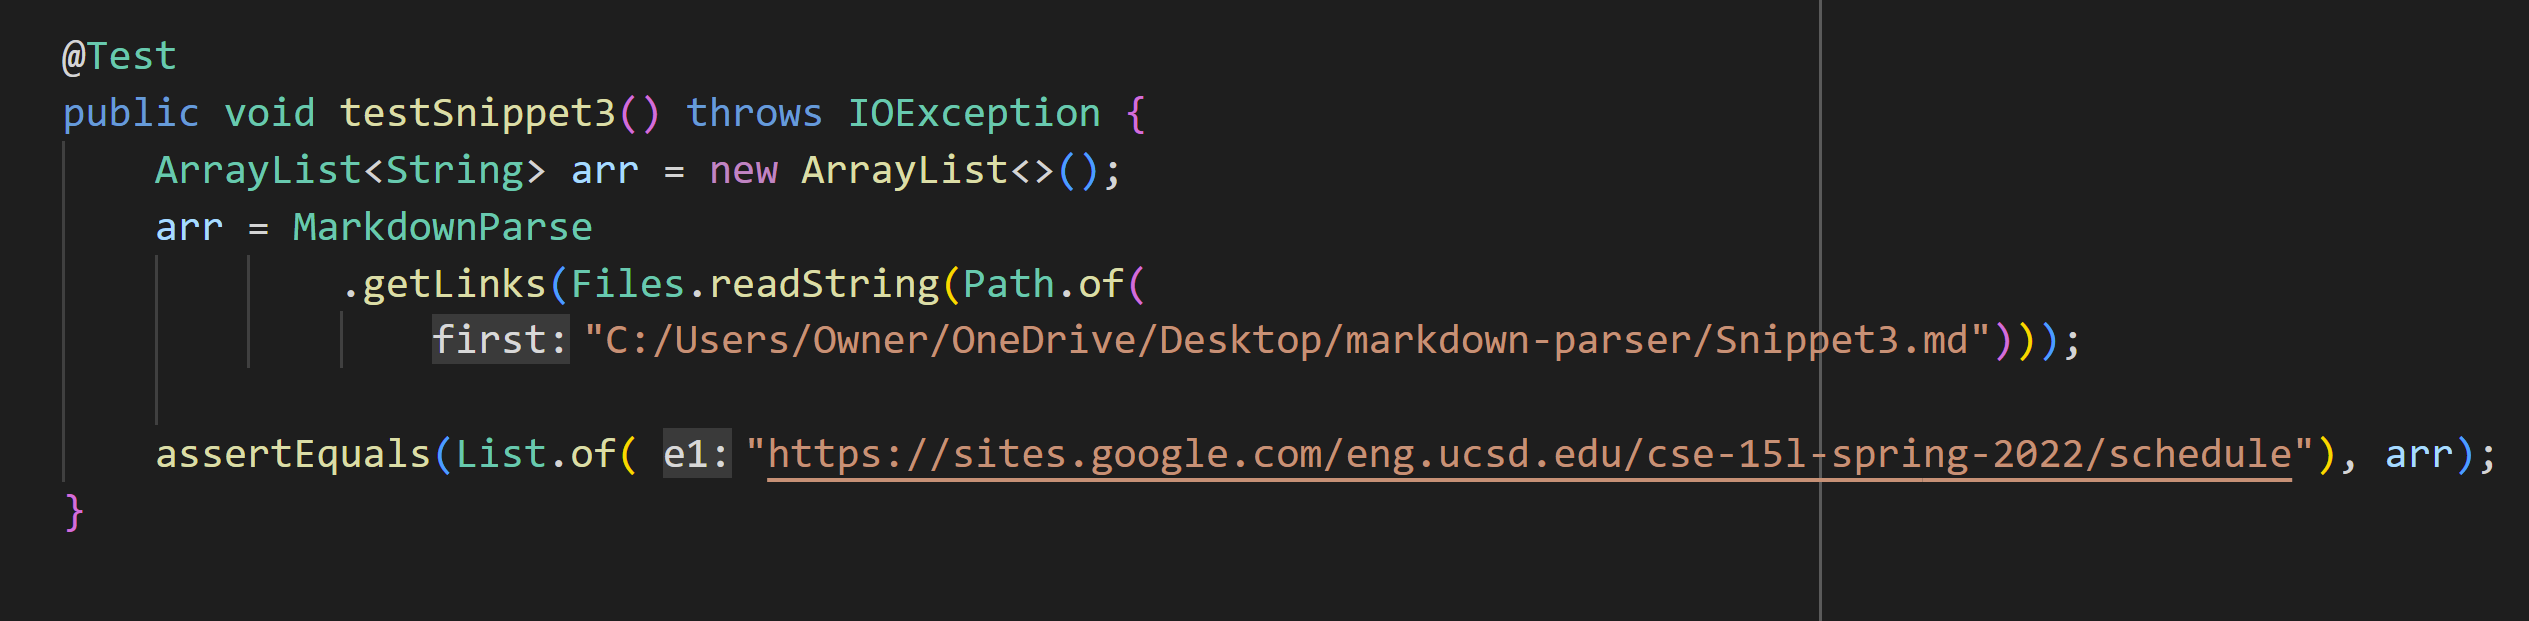 @Test
public void testSnippet3() throws IOException {
ArrayList<String> arr = new ArrayList<>();
arr = MarkdownParse
.getLinks(Files.readString(Path.of(
first: "C:/Users/Owner/OneDrive/Desktop/markdown-parser/Snippet3.md")));
assertEquals(List.of( e1: "https://sites.google.com/eng.ucsd.edu/cse-15l-spring-2022/schedule"), arr);
}